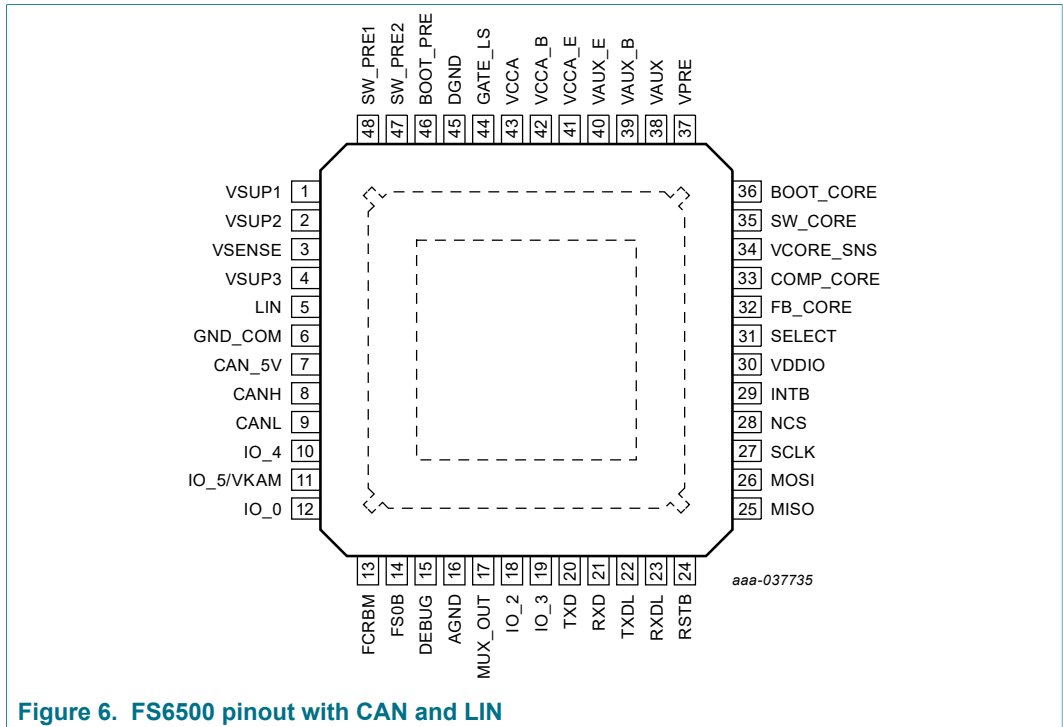 SW_PRE1
SW_PRE2
BOOT_PRE
DGND
GATE_LS
VCCA
VCCA_B
VCCA_E
VAUX_E
VAUX_B
VAUX
VPRE
48 47 46 45 44 43 42 41 40 39 38 37
VSUP1 1
VSUP2 2
VSENSE 3
VSUP3 4
LIN 5
GND_COM 6
CAN_5V 7
CANH 8
CANL 9
IO_4 10
IO_5/VKAM 11
IO_0 12
36 BOOT_CORE
35 SW_CORE
34 VCORE_SNS
33 COMP_CORE
32 FB_CORE
31 SELECT
30 VDDIO
29 INTB
28 NCS
27 SCLK
26 MOSI
25 MISO
13 14 15 16 17 18 19 20 21 22 23 24
FCRBM
FS0B
DEBUG
AGND
MUX_OUT
IO_2
IO_3
TXD
RXD
TXDL
RXDL
RSTB
aaa-037735
Figure 6. FS6500 pinout with CAN and LIN